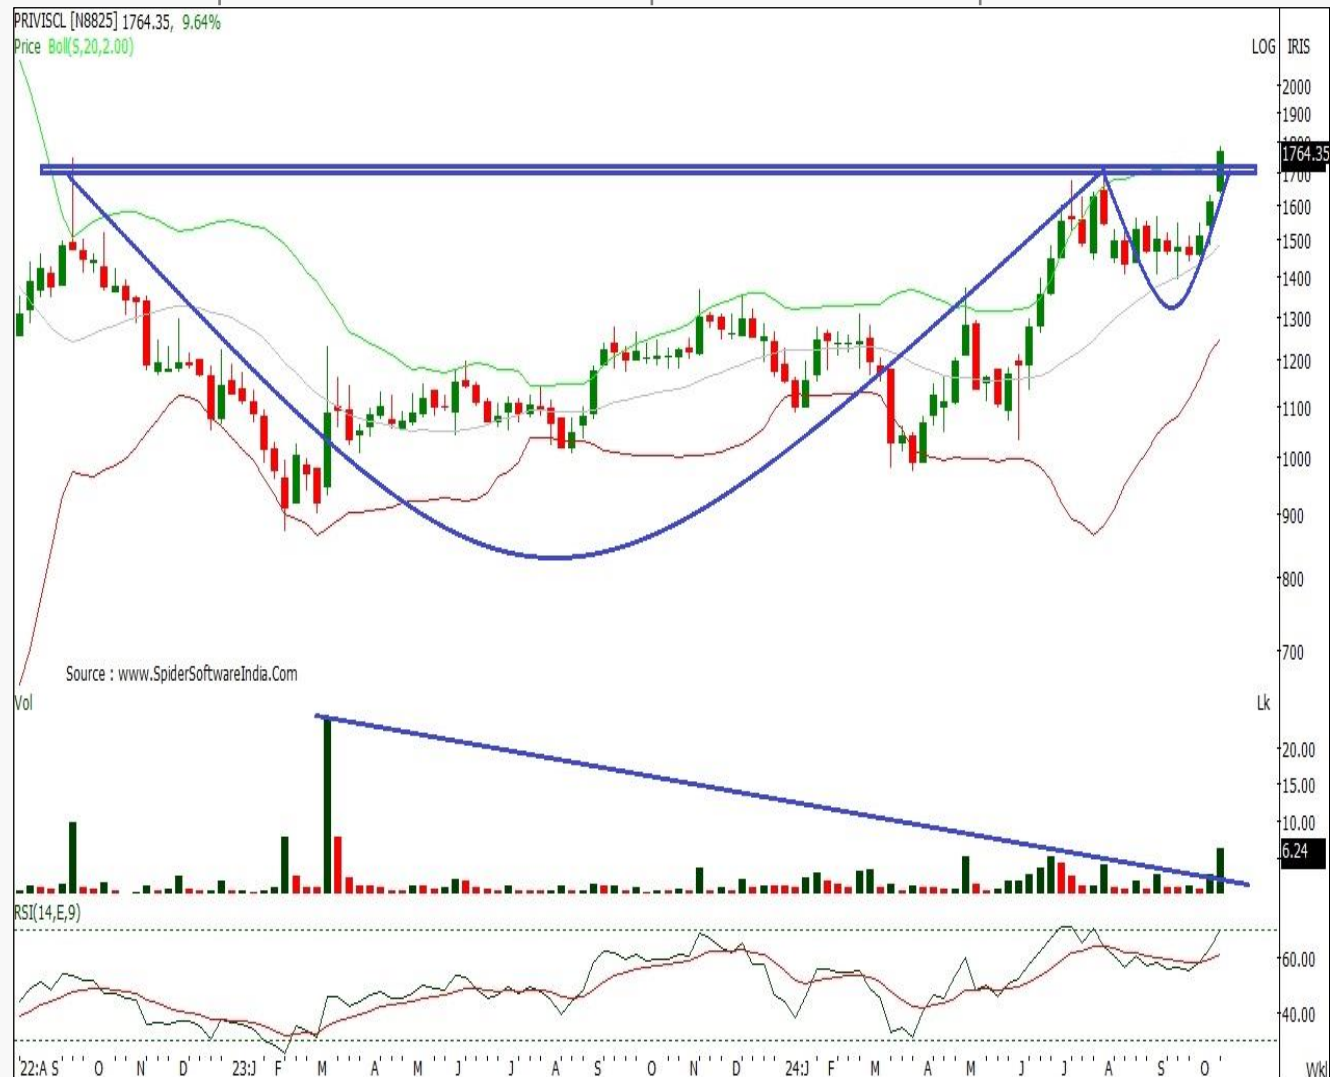 PRIVISCL [N8825] 1764.35, 9.64%
Price Boll(S,20,2.00)
LOG IRIS
2000
1900
1764.35
1700
1600
1500
1400
1300
1200
1100
1000
900
800
700
Source : www.SpiderSoftwareIndia.Com
Vol
Lk
20.00
15.00
10.00
6.24
RSI(14,E,9)
60.00
40.00
22:A S O N D 23:J F M A M J J A S O N D 24:J F M A M J J A S O Wkl